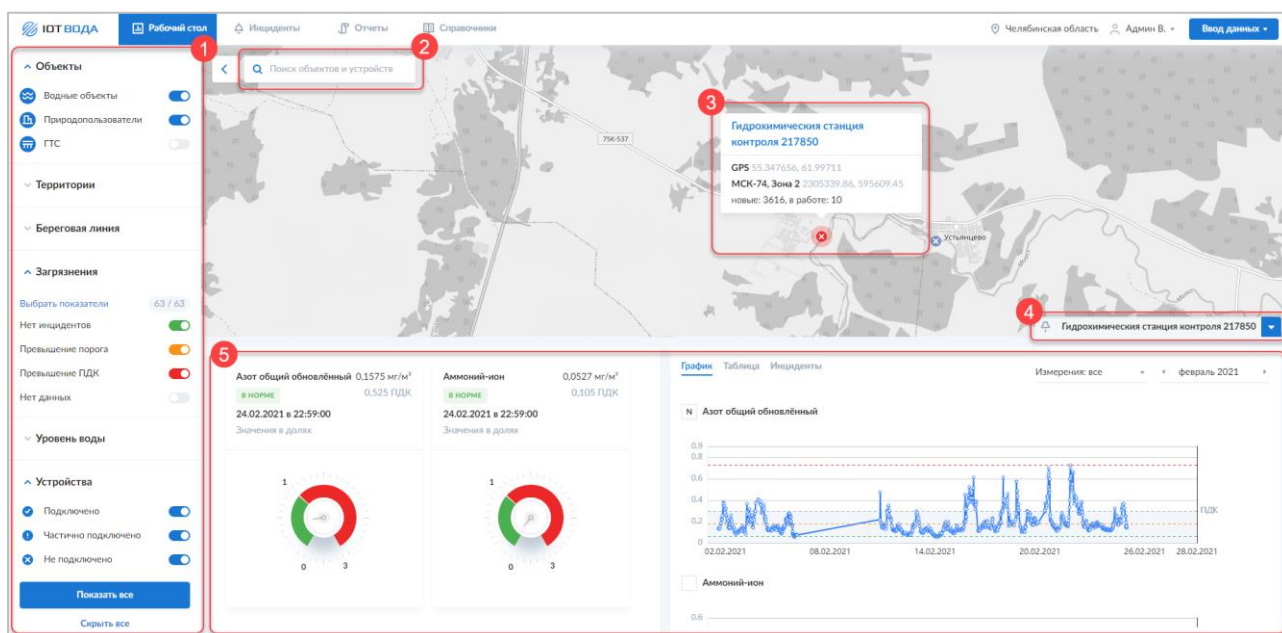 IOT ВОДА
Рабочий стол
Инциденты
Отчеты
Справочники
Челябинская область
Админ В.
Ввод данных
1
Объекты
Водные объекты
Природопользователи
ГТС
Территории
Береговая линия
Загрязнения
Выбрать показатели 63 / 63
Нет инцидентов
Превышение порога
Превышение ПДК
Нет данных
Уровень воды
Устройства
Подключено
Частично подключено
Не подключено
Показать все
Скрыть все
2
Поиск объектов и устройств
75К-537
3
Гидрохимическия станция
контроля 217850
GPS 55.347656, 61.99711
МСК-74, Зона 2 2305339.86, 595609.45
новые: 3616, в работе: 10
Устьянцево
4
Гидрохимическия станция контроля 217850
5
Азот общий обновлённый 0,1575 мг/м³
В НОРМЕ 0,525 ПДК
24.02.2021 в 22:59:00
Значения в долях
1
0 3
Аммоний-ион 0,0527 мг/м³
В НОРМЕ 0,105 ПДК
24.02.2021 в 22:59:00
Значения в долях
1
0 3
График Таблица Инциденты
Измерения: все февраль 2021
N Азот общий обновлённый
0.9
0.8
0.6
0.4
0.2
0
ПДК
02.02.2021 08.02.2021 14.02.2021 20.02.2021 26.02.2021 28.02.2021
Аммоний-ион
0.6